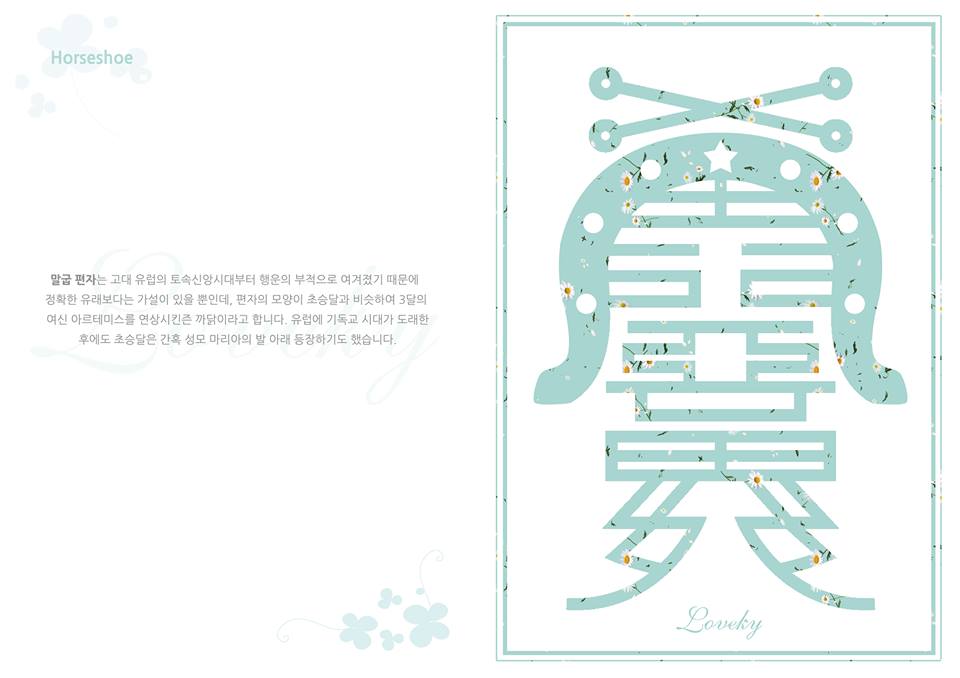 Horseshoe
말굽 편자는 고대 유럽의 토속신앙시대부터 행운의 부적으로 여겨졌기 때문에
정확한 유래보다는 가설이 있을 뿐인데, 편자의 모양이 초승달과 비슷하여 3달의
여신 아르테미스를 연상시킨즌 까닭이라고 합니다. 유럽에 기독교 시대가 도래한
후에도 초승달은 간혹 성모 마리아의 발 아래 등장하기도 했습니다.
Loveky
Loveky